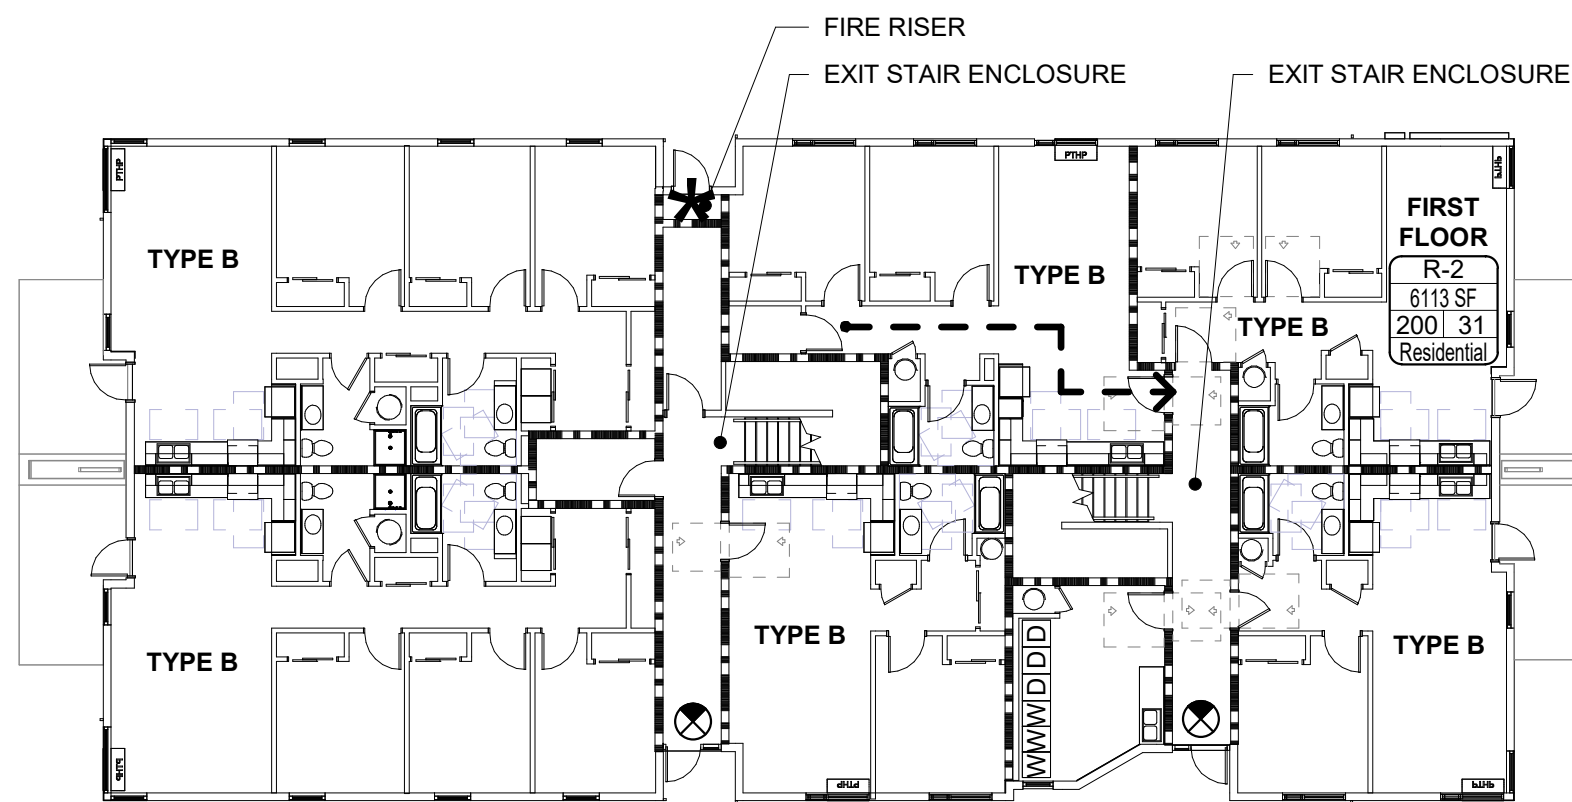 FIRE RISER
EXIT STAIR ENCLOSURE
EXIT STAIR ENCLOSURE
PTHP
PTHP
PTHP
FIRST
FLOOR
R-2
6113 SF
200 31
Residential
TYPE B
TYPE B
TYPE B
TYPE B
TYPE B
TYPE B
D
D
D
W
W
W
PTHP
PTHP
PTHP